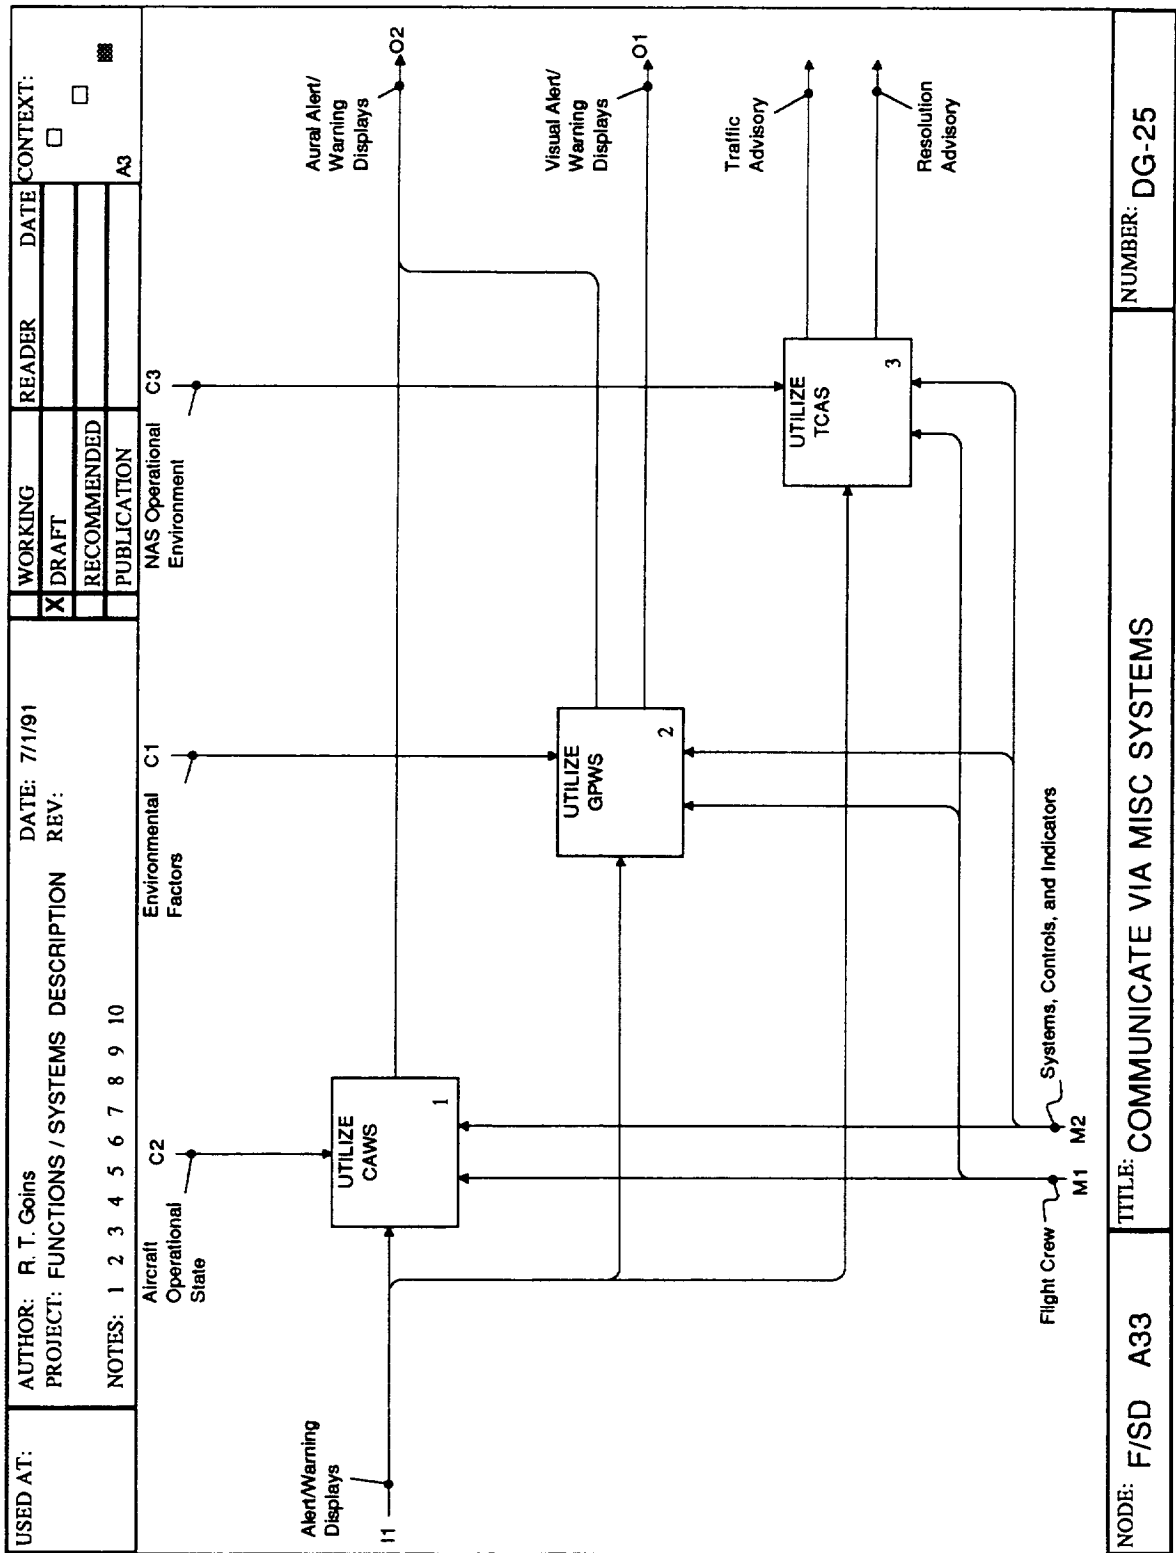 USED AT:
AUTHOR: R. T. Goins
DATE: 7/1/91
PROJECT: FUNCTIONS / SYSTEMS DESCRIPTION
REV:
NOTES: 1 2 3 4 5 6 7 8 9 10
WORKING
X DRAFT
RECOMMENDED
PUBLICATION
READER
DATE
CONTEXT:
A3
Aircraft
Operational
State
C2
Environmental
Factors
C1
NAS Operational
Environment
C3
Alert/Warning
Displays
I1
UTILIZE
CAWS
1
Aural Alert/
Warning
Displays
O2
UTILIZE
GPWS
2
Visual Alert/
Warning
Displays
O1
UTILIZE
TCAS
3
Traffic
Advisory
Resolution
Advisory
Flight Crew
M1
M2
Systems, Controls, and Indicators
NODE: F/SD A33
TITLE: COMMUNICATE VIA MISC SYSTEMS
NUMBER: DG-25